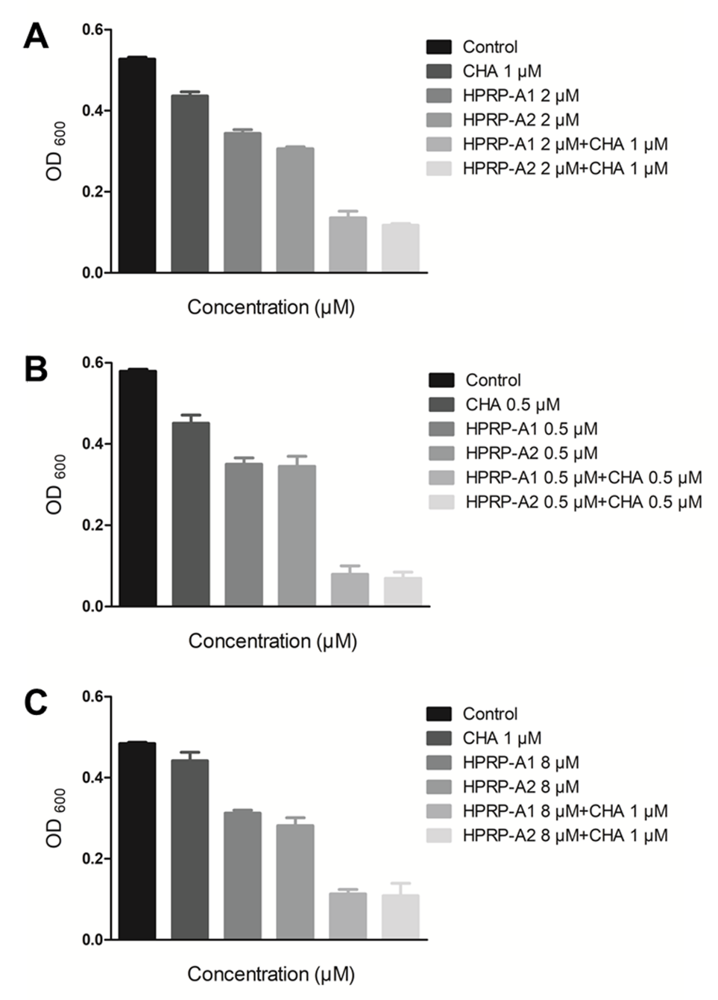 A
0.6
0.4
0.2
0.0
OD 600
Concentration (μM)
Control
CHA 1 μM
HPRP-A1 2 μM
HPRP-A2 2 μM
HPRP-A1 2 μM+CHA 1 μM
HPRP-A2 2 μM+CHA 1 μM
B
0.6
0.4
0.2
0.0
OD 600
Concentration (μM)
Control
CHA 0.5 μM
HPRP-A1 0.5 μM
HPRP-A2 0.5 μM
HPRP-A1 0.5 μM+CHA 0.5 μM
HPRP-A2 0.5 μM+CHA 0.5 μM
C
0.6
0.4
0.2
0.0
OD 600
Concentration (μM)
Control
CHA 1 μM
HPRP-A1 8 μM
HPRP-A2 8 μM
HPRP-A1 8 μM+CHA 1 μM
HPRP-A2 8 μM+CHA 1 μM